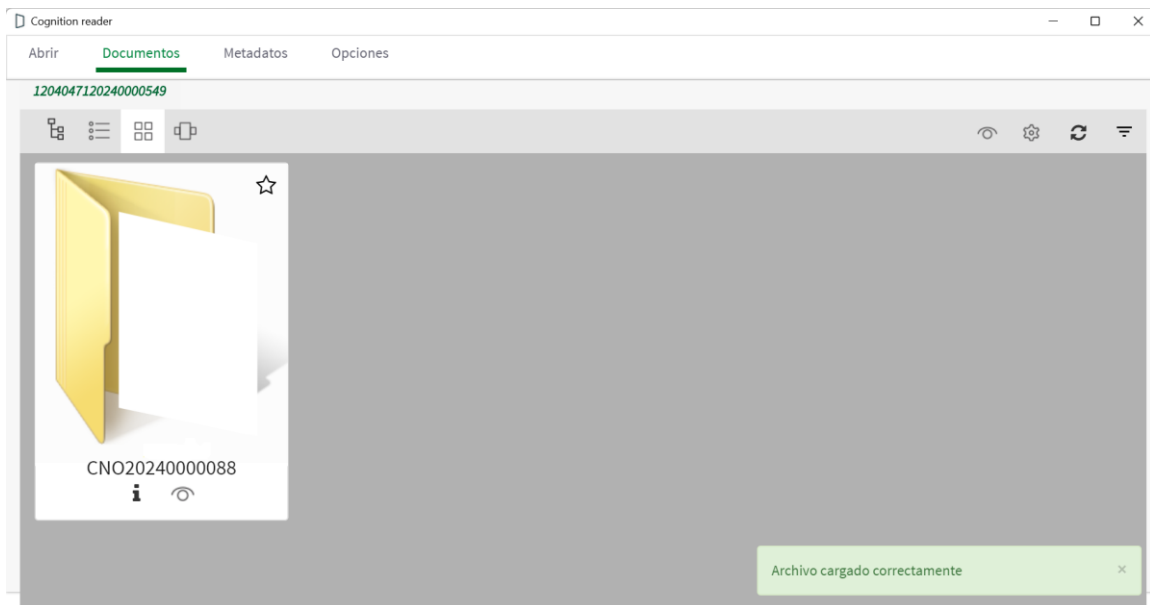 Cognition reader
Abrir Documentos Metadatos Opciones
1204047120240000549
CNO20240000088
Archivo cargado correctamente